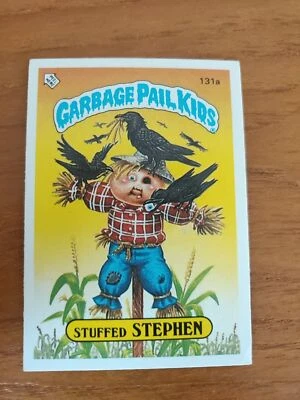 131a
GARBAGE PAIL KIDS
STUFFED STEPHEN